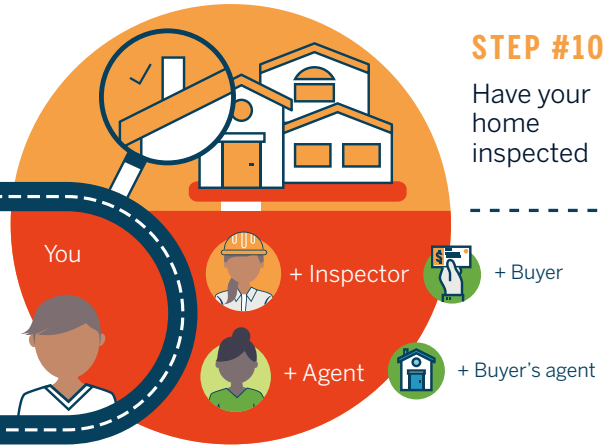 STEP #10
Have your
home
inspected
You
+ Inspector
+ Buyer
+ Agent
+ Buyer's agent
$